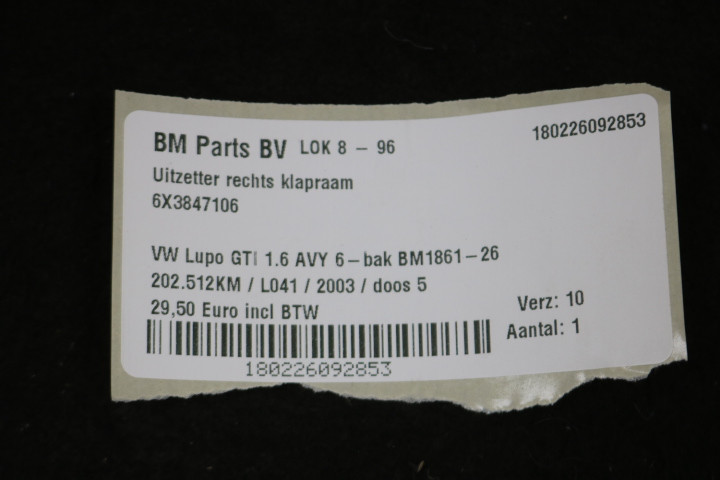 BM Parts BV LOK 8 - 96
180226092853
Uitzetter rechts klapraam
6X3847106
VW Lupo GTI 1.6 AVY 6-bak BM1861-26
202.512KM / L041 / 2003 / doos 5
29,50 Euro incl BTW
Verz: 10
Aantal: 1
180226092853